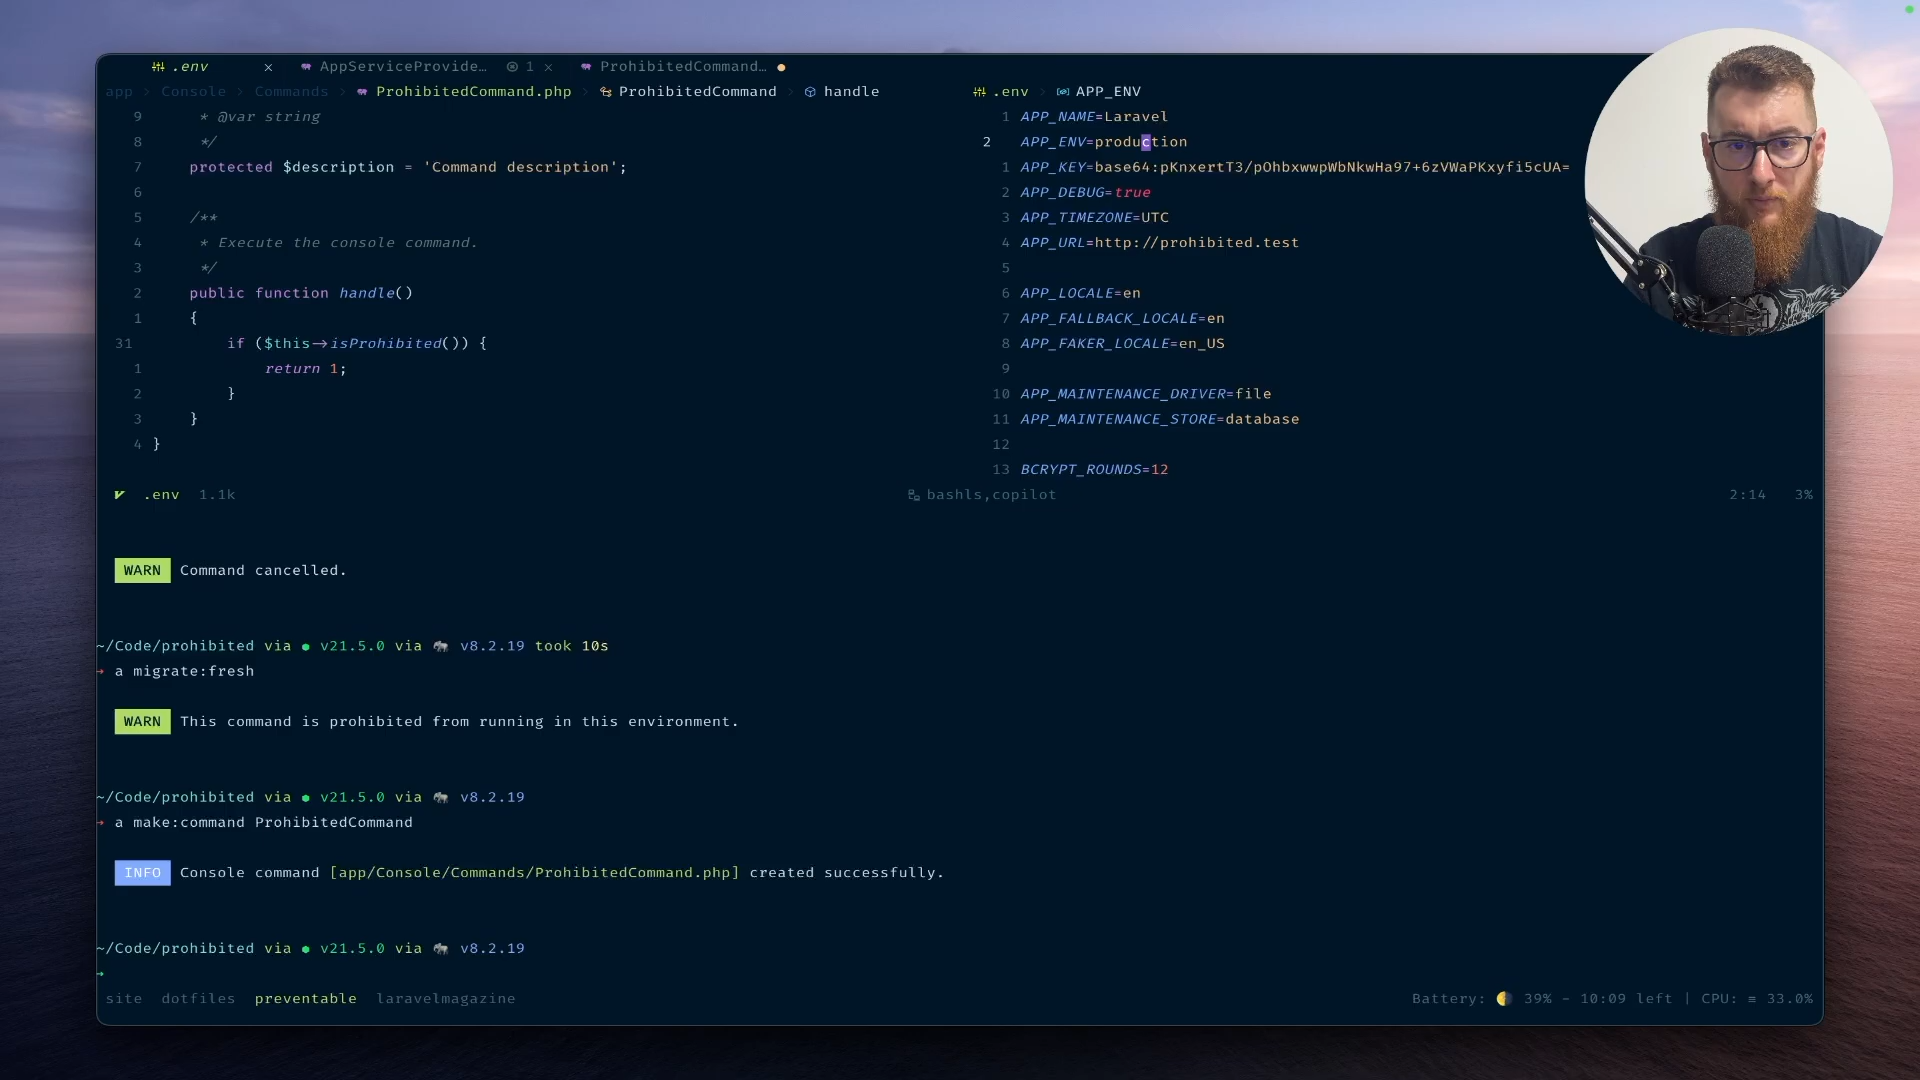 .env × AppServiceProvide… 1 × ProhibitedCommand… ●
app > Console > Commands > ProhibitedCommand.php > ProhibitedCommand > handle
9 * @var string
8 */
7 protected $description = 'Command description';
6
5 /**
4 * Execute the console command.
3 */
2 public function handle()
1 {
31 if ($this→isProhibited()) {
1 return 1;
2 }
3 }
4 }
.env > APP_ENV
1 APP_NAME=Laravel
2 APP_ENV=production
1 APP_KEY=base64:pKnxertT3/pOhbxwwpWbNkwHa97+6zVWaPKxyfi5cUA=
2 APP_DEBUG=true
3 APP_TIMEZONE=UTC
4 APP_URL=http://prohibited.test
5
6 APP_LOCALE=en
7 APP_FALLBACK_LOCALE=en
8 APP_FAKER_LOCALE=en_US
9
10 APP_MAINTENANCE_DRIVER=file
11 APP_MAINTENANCE_STORE=database
12
13 BCRYPT_ROUNDS=12
.env 1.1k bashls,copilot 2:14 3%
WARN Command cancelled.
~/Code/prohibited via ● v21.5.0 via 🐘 v8.2.19 took 10s
→ a migrate:fresh
WARN This command is prohibited from running in this environment.
~/Code/prohibited via ● v21.5.0 via 🐘 v8.2.19
→ a make:command ProhibitedCommand
INFO Console command [app/Console/Commands/ProhibitedCommand.php] created successfully.
~/Code/prohibited via ● v21.5.0 via 🐘 v8.2.19
→
site dotfiles preventable laravelmagazine Battery: 🌗 39% - 10:09 left | CPU: = 33.0%